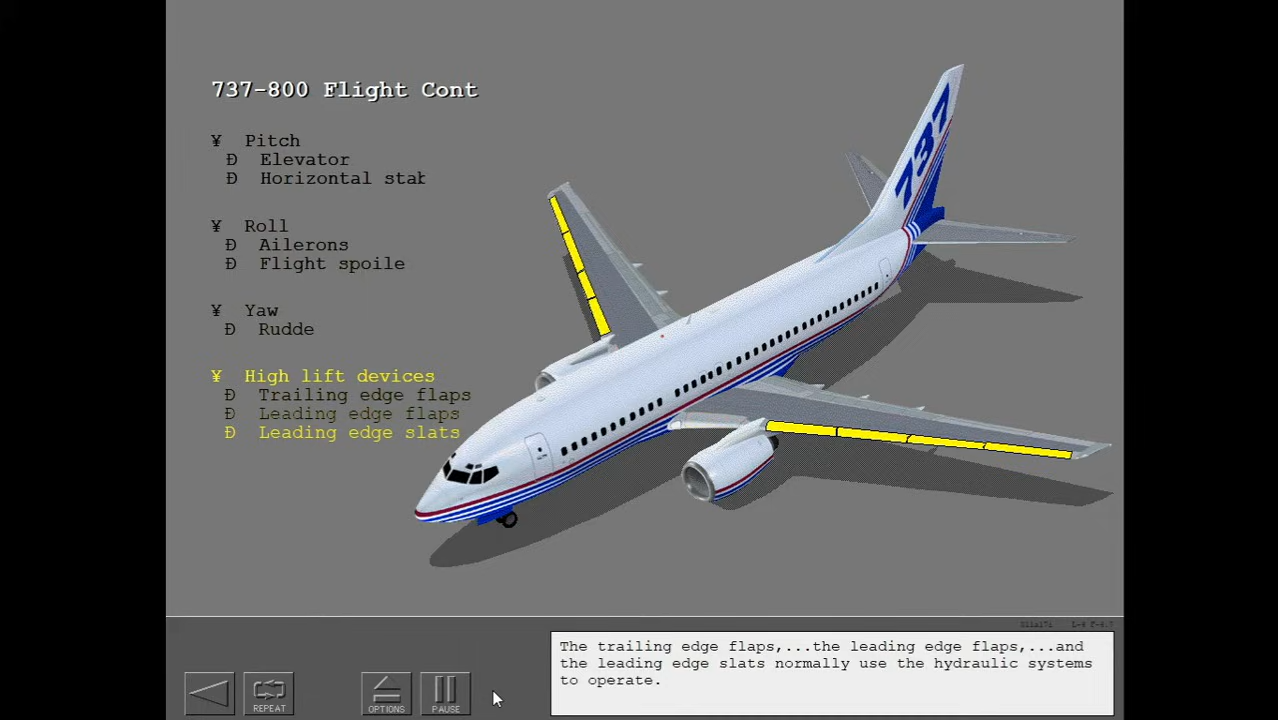 737-800 Flight Cont
¥ Pitch
Ð Elevator
Ð Horizontal stak
¥ Roll
Ð Ailerons
Ð Flight spoile
¥ Yaw
Ð Rudde
¥ High lift devices
Ð Trailing edge flaps
Ð Leading edge flaps
Ð Leading edge slats
737
The trailing edge flaps,...the leading edge flaps,...and
the leading edge slats normally use the hydraulic systems
to operate.
REPEAT
OPTIONS
PAUSE